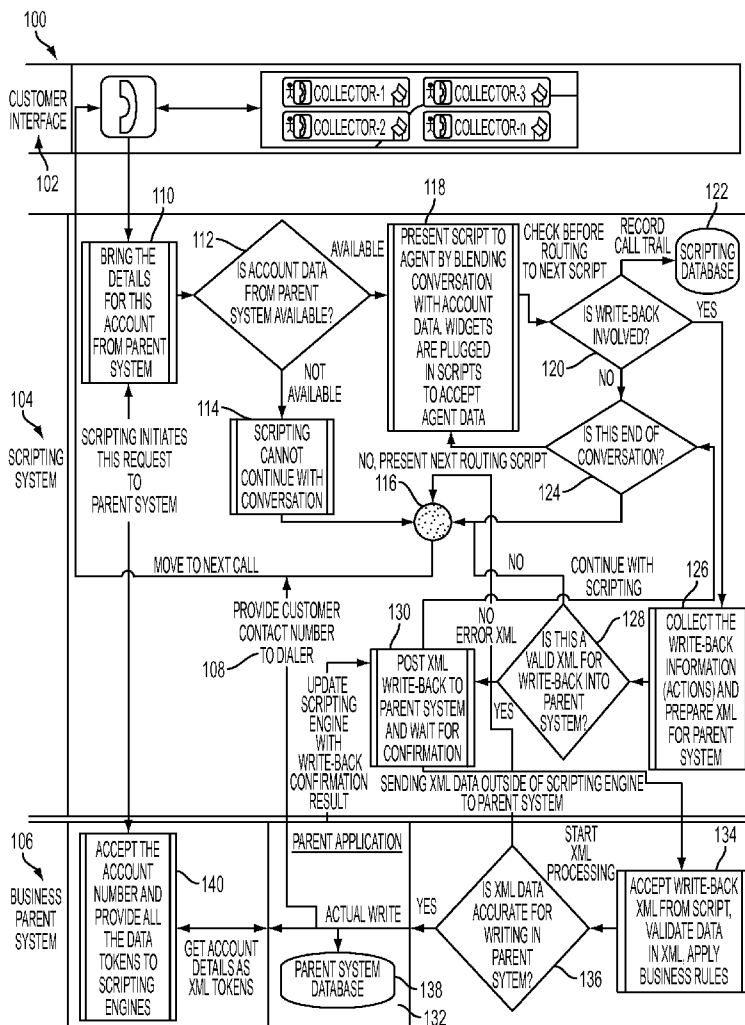 100
CUSTOMER
INTERFACE
102
COLLECTOR-1
COLLECTOR-3
COLLECTOR-2
COLLECTOR-n
110
BRING THE
DETAILS
FOR THIS
ACCOUNT
FROM PARENT
SYSTEM
112
IS ACCOUNT DATA
FROM PARENT
SYSTEM AVAILABLE?
AVAILABLE
NOT
AVAILABLE
118
PRESENT SCRIPT TO
AGENT BY BLENDING
CONVERSATION
WITH ACCOUNT
DATA. WIDGETS
ARE PLUGGED
IN SCRIPTS
TO ACCEPT
AGENT DATA
CHECK BEFORE
ROUTING
TO NEXT SCRIPT
RECORD
CALL TRAIL
122
SCRIPTING
DATABASE
IS WRITE-BACK
INVOLVED?
YES
120
NO
104
SCRIPTING
SYSTEM
SCRIPTING INITIATES
THIS REQUEST
TO
PARENT SYSTEM
114
SCRIPTING
CANNOT
CONTINUE WITH
CONVERSATION
IS THIS END OF
CONVERSATION?
NO, PRESENT NEXT ROUTING SCRIPT
124
116
MOVE TO NEXT CALL
NO
CONTINUE WITH
SCRIPTING
126
PROVIDE CUSTOMER
CONTACT NUMBER
TO DIALER
108
130
NO
ERROR XML
128
COLLECT THE
WRITE-BACK
INFORMATION
(ACTIONS) AND
PREPARE XML
FOR PARENT
SYSTEM
UPDATE
SCRIPTING
ENGINE
WITH
WRITE-BACK
CONFIRMATION
RESULT
POST XML
WRITE-BACK TO
PARENT SYSTEM
AND WAIT FOR
CONFIRMATION
YES
IS THIS A
VALID XML FOR
WRITE-BACK INTO
PARENT
SYSTEM?
SENDING XML DATA OUTSIDE OF SCRIPTING ENGINE
TO PARENT SYSTEM
106
BUSINESS
PARENT
SYSTEM
ACCEPT THE
ACCOUNT
NUMBER AND
PROVIDE ALL
THE DATA
TOKENS TO
SCRIPTING
ENGINES
140
GET ACCOUNT
DETAILS AS
XML TOKENS
PARENT APPLICATION
ACTUAL WRITE
PARENT SYSTEM
DATABASE
138
132
YES
IS XML DATA
ACCURATE FOR
WRITING IN
PARENT
SYTEM?
136
START
XML
PROCESSING
134
ACCEPT WRITE-BACK
XML FROM SCRIPT,
VALIDATE DATA
IN XML, APPLY
BUSINESS RULES